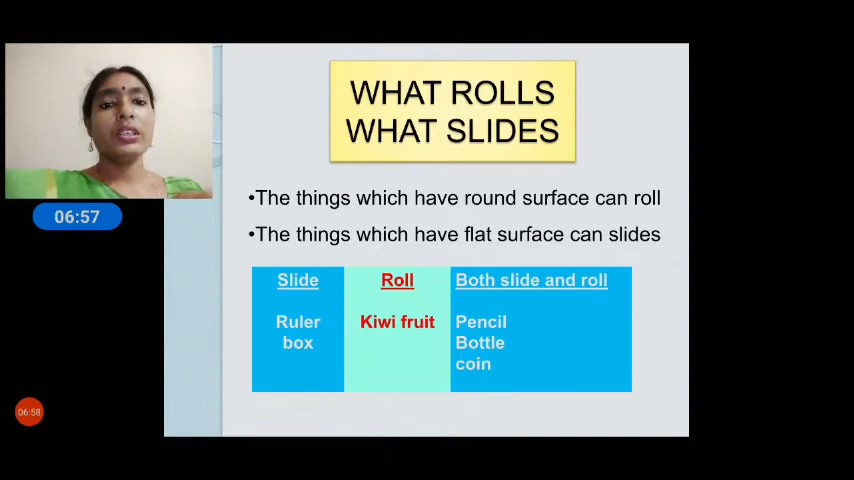 WHAT ROLLS
WHAT SLIDES
•The things which have round surface can roll
•The things which have flat surface can slides
06:57
Slide Roll Both slide and roll
Ruler Kiwi fruit Pencil
box Bottle
coin
06:58